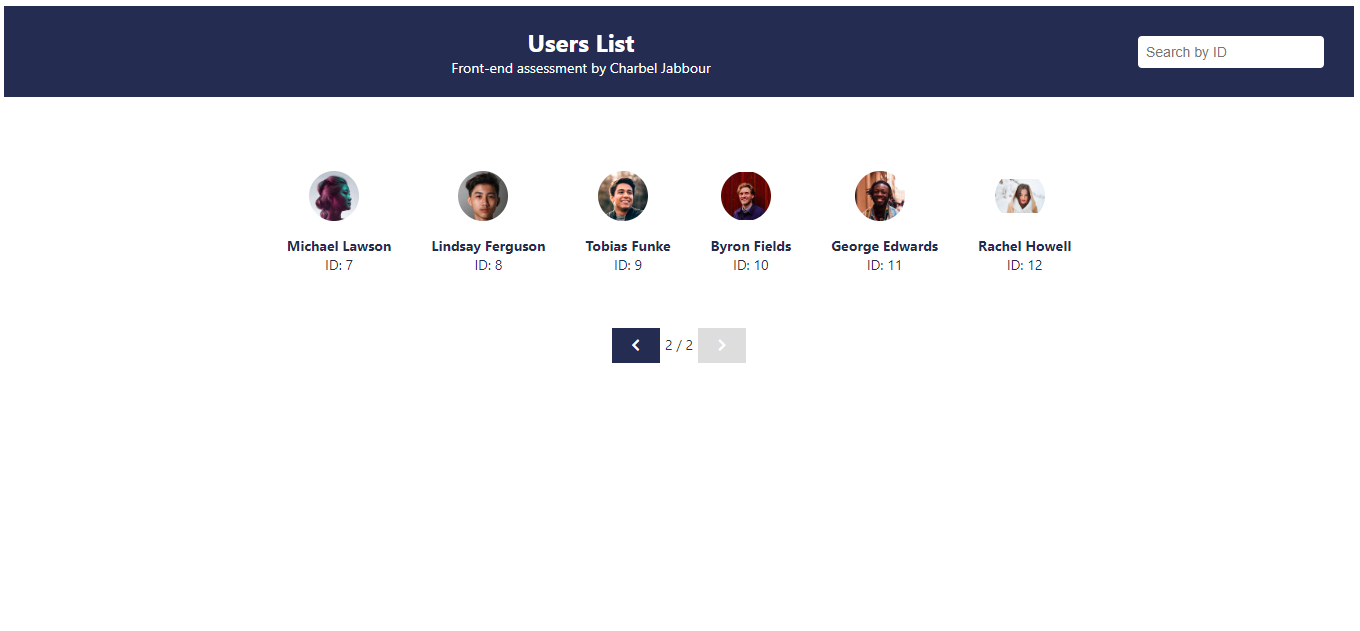 Users List
Front-end assessment by Charbel Jabbour
Search by ID
Michael Lawson
ID: 7
Lindsay Ferguson
ID: 8
Tobias Funke
ID: 9
Byron Fields
ID: 10
George Edwards
ID: 11
Rachel Howell
ID: 12
2 / 2